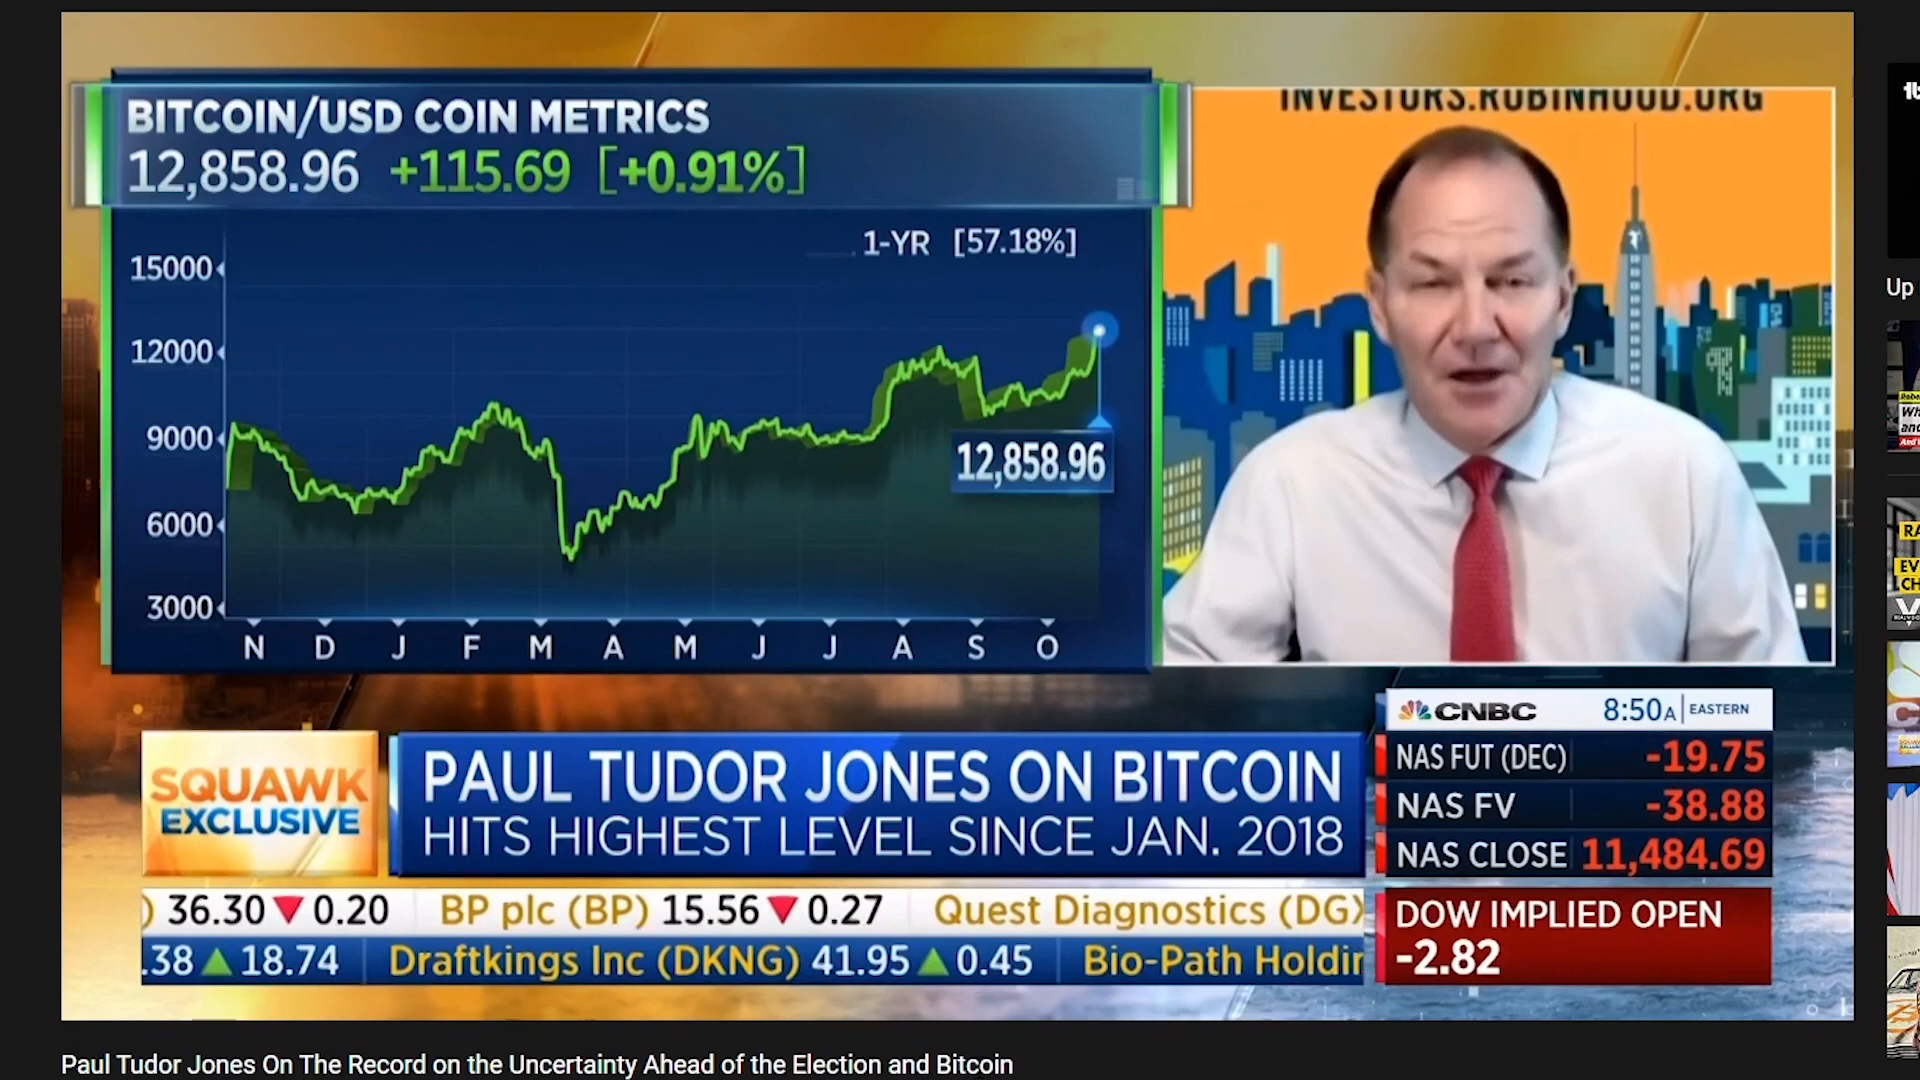 BITCOIN/USD COIN METRICS
12,858.96 +115.69 [+0.91%]
1-YR [57.18%]
15000
12000
9000
6000
3000
12,858.96
N D J F M A M J J A S O
INVESTORS.ROBINHOOD.ORG
CNBC 8:50A EASTERN
NAS FUT (DEC) -19.75
NAS FV -38.88
NAS CLOSE 11,484.69
DOW IMPLIED OPEN
-2.82
SQUAWK
EXCLUSIVE
PAUL TUDOR JONES ON BITCOIN
HITS HIGHEST LEVEL SINCE JAN. 2018
) 36.30 ▼ 0.20 BP plc (BP) 15.56 ▼ 0.27 Quest Diagnostics (DGX
.38 ▲ 18.74 Draftkings Inc (DKNG) 41.95 ▲ 0.45 Bio-Path Holdin
Paul Tudor Jones On The Record on the Uncertainty Ahead of the Election and Bitcoin
Up